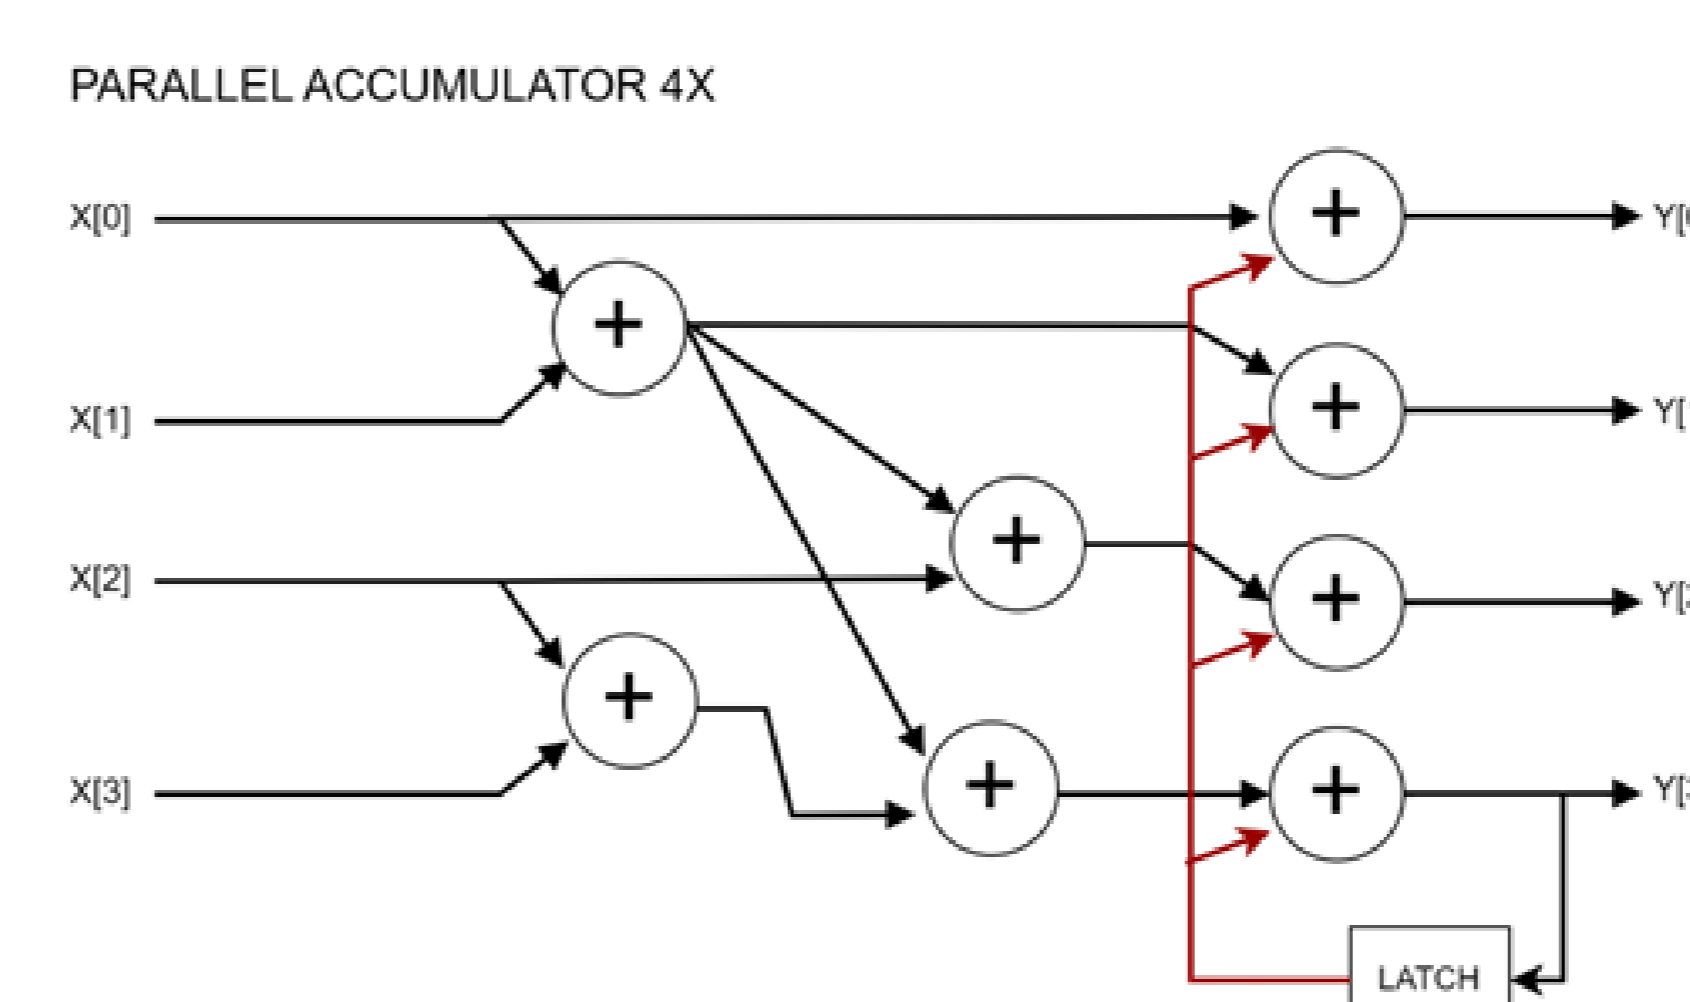 PARALLEL ACCUMULATOR 4X
X[0]
+
Y[
+
X[1]
+
Y[
+
X[2]
+
Y[
+
X[3]
+
+
Y[
LATCH